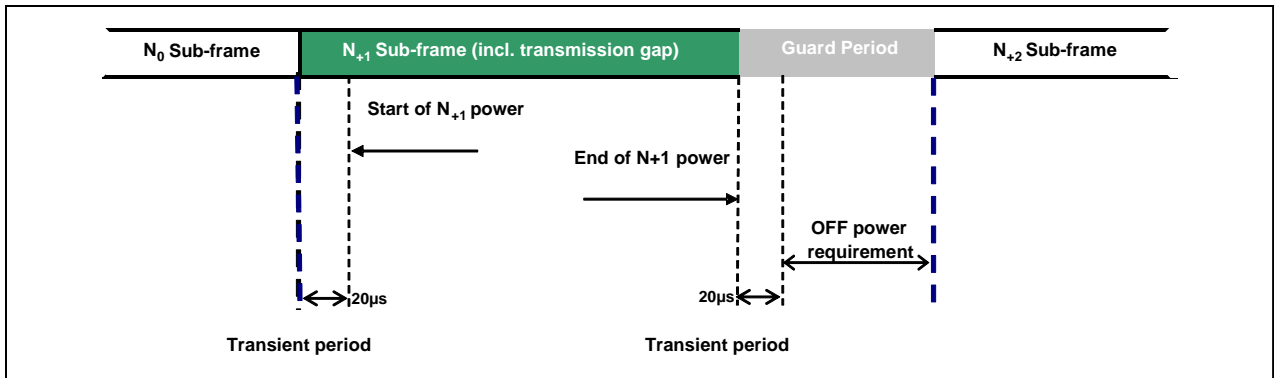 N0 Sub-frame
N+1 Sub-frame (incl. transmission gap)
Guard Period
N+2 Sub-frame
Start of N+1 power
End of N+1 power
OFF power
requirement
20µs
20µs
Transient period
Transient period